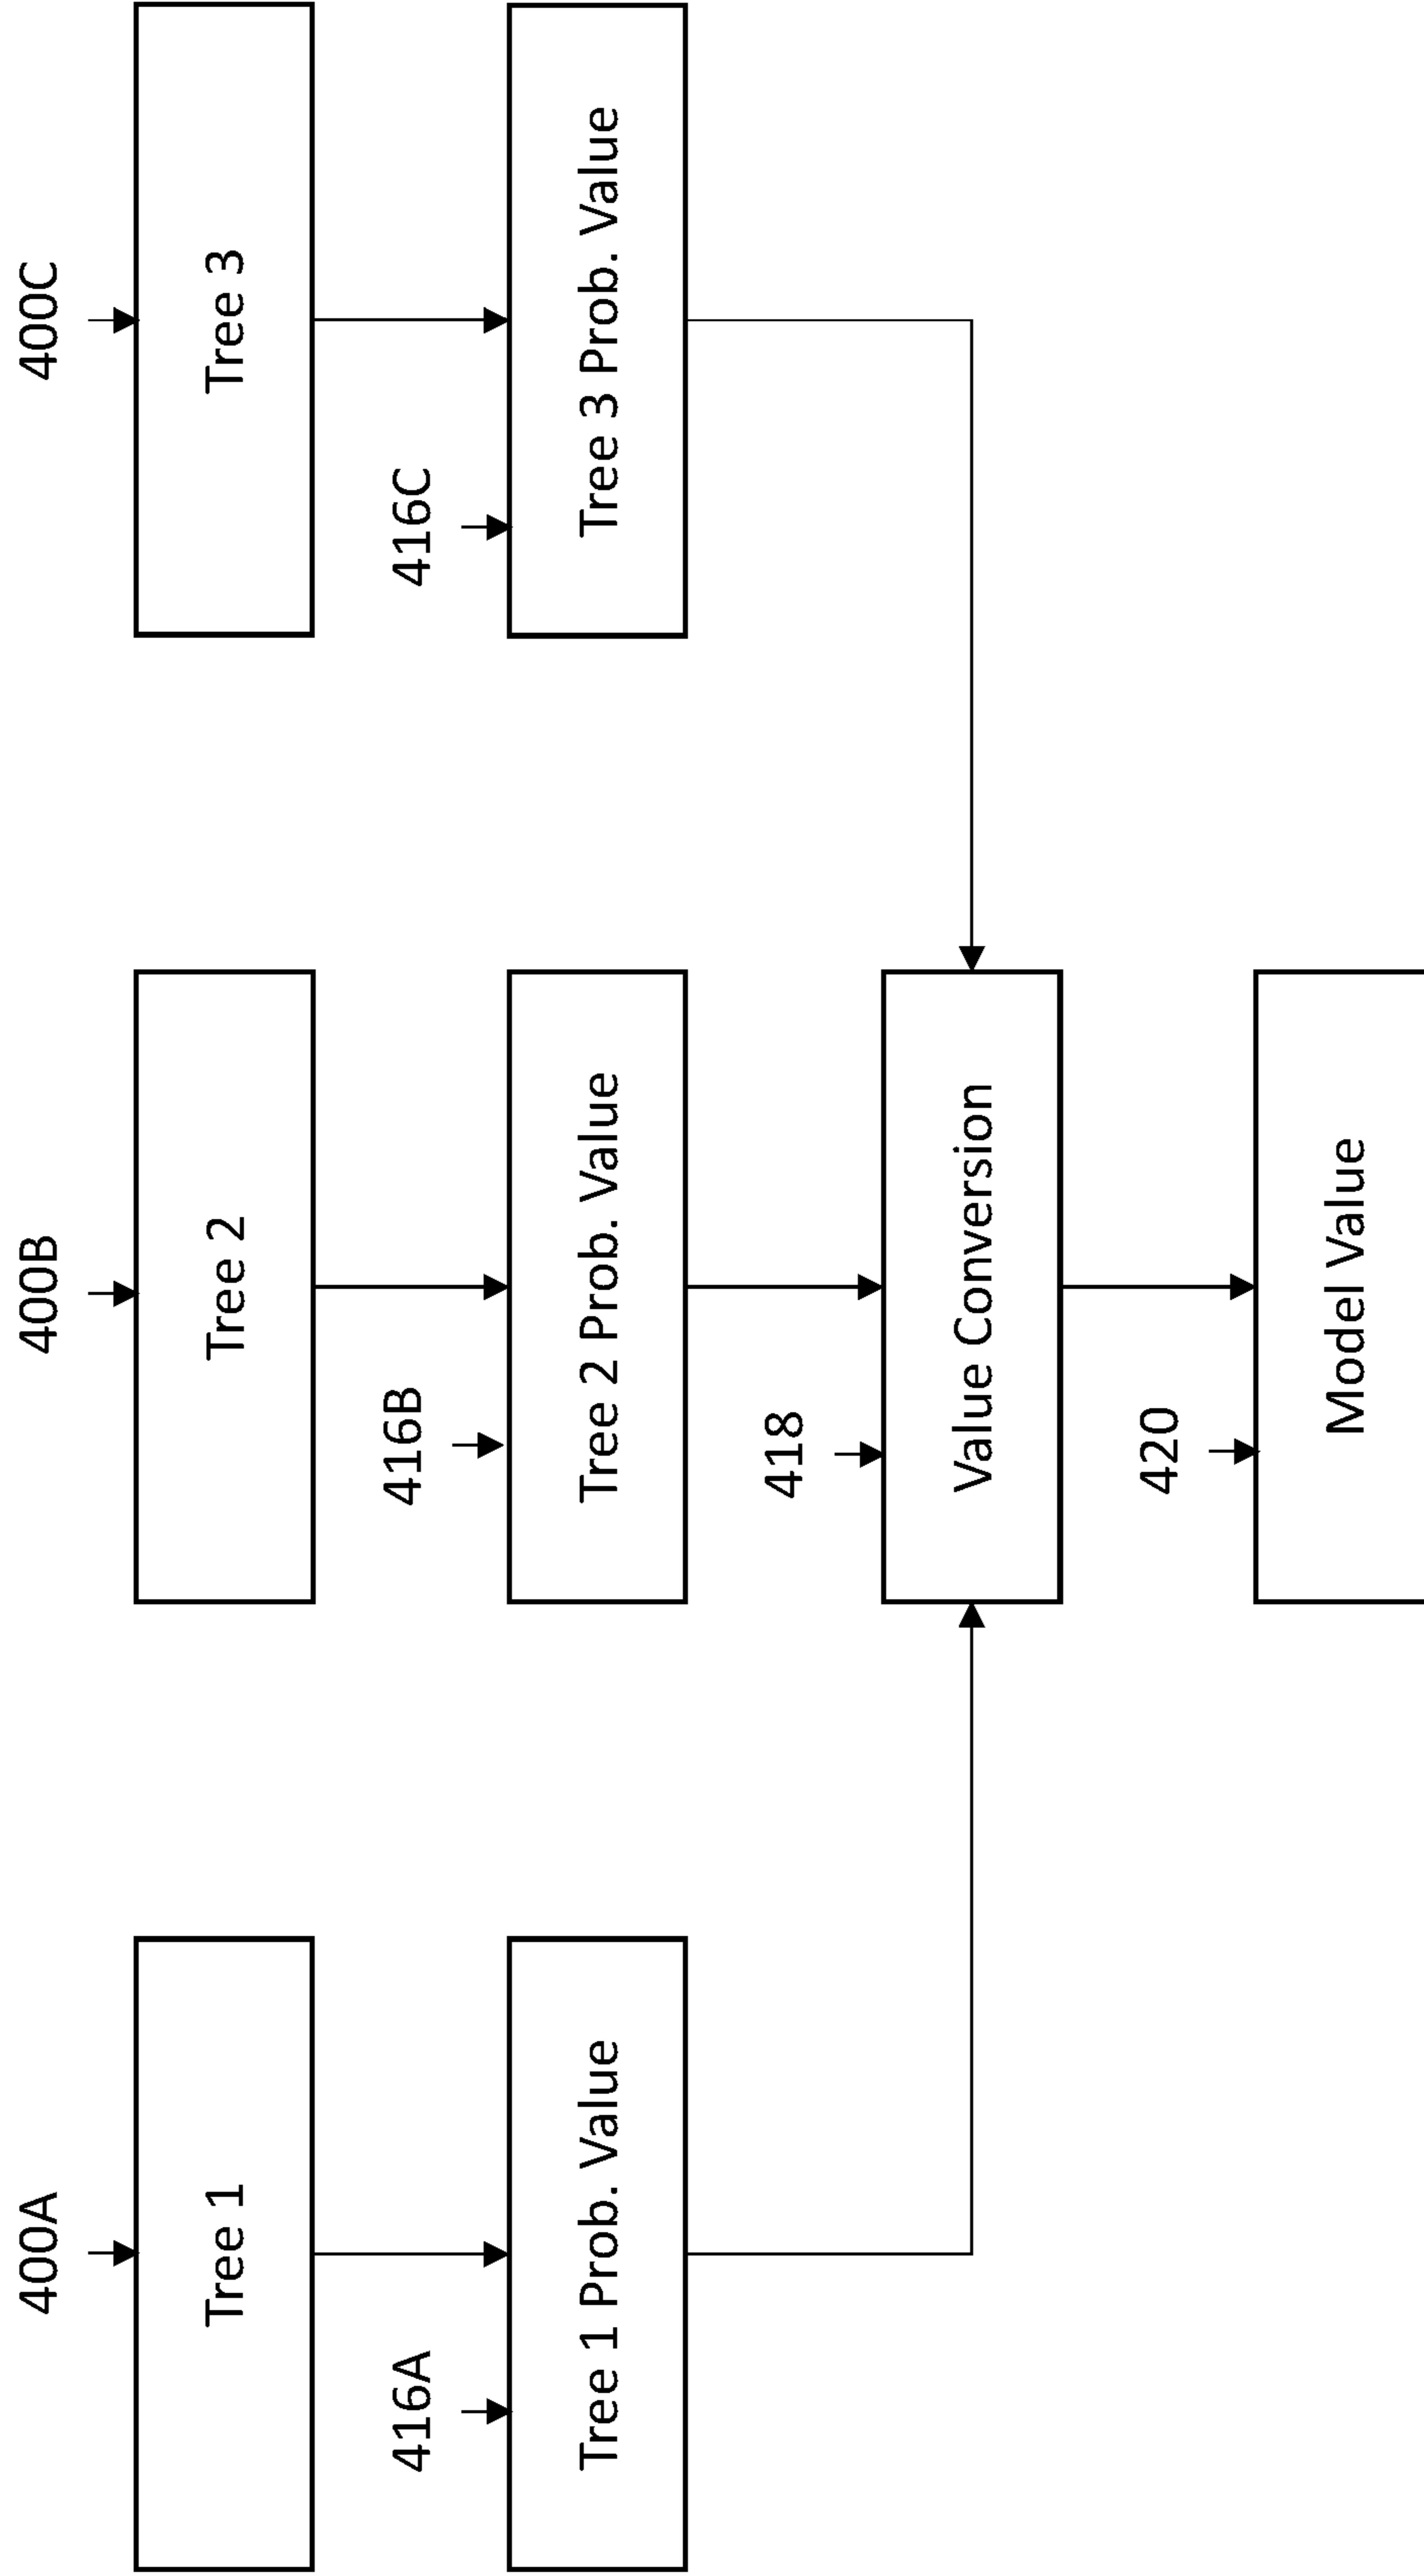 400A
400B
400C
Tree 1
Tree 2
Tree 3
416A
416B
416C
Tree 1 Prob. Value
Tree 2 Prob. Value
Tree 3 Prob. Value
418
Value Conversion
420
Model Value